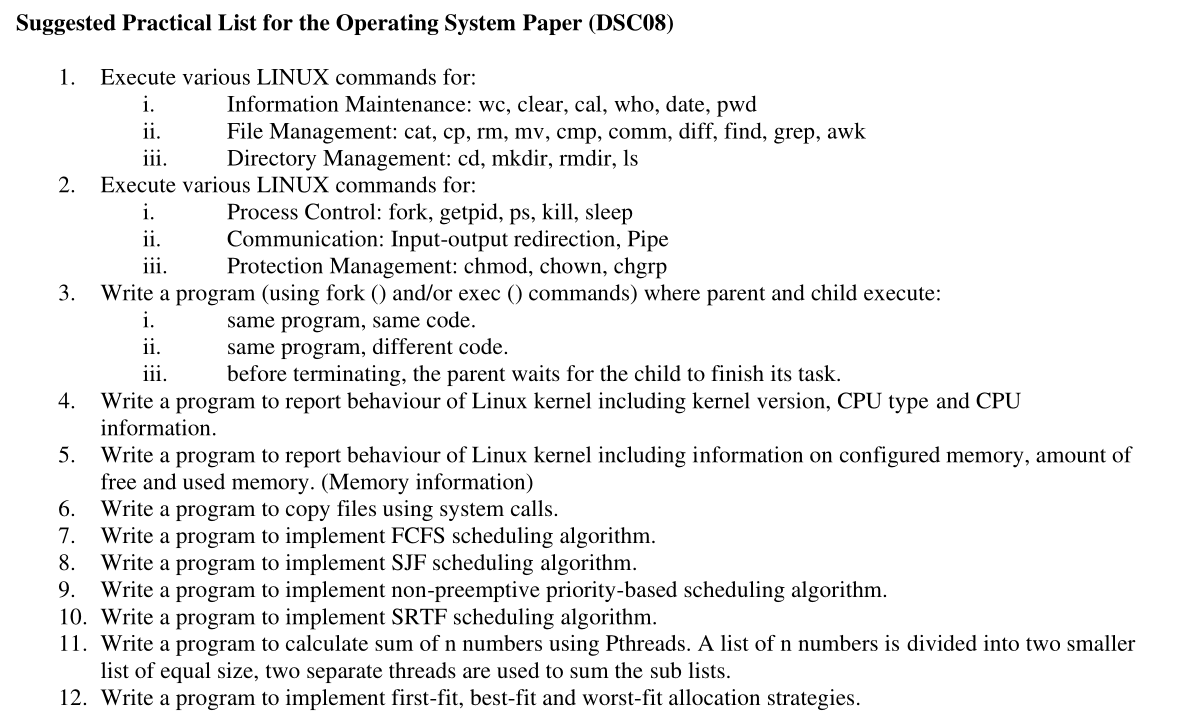 Suggested Practical List for the Operating System Paper (DSC08)
1. Execute various LINUX commands for:
i. Information Maintenance: wc, clear, cal, who, date, pwd
ii. File Management: cat, cp, rm, mv, cmp, comm, diff, find, grep, awk
iii. Directory Management: cd, mkdir, rmdir, ls
2. Execute various LINUX commands for:
i. Process Control: fork, getpid, ps, kill, sleep
ii. Communication: Input-output redirection, Pipe
iii. Protection Management: chmod, chown, chgrp
3. Write a program (using fork () and/or exec () commands) where parent and child execute:
i. same program, same code.
ii. same program, different code.
iii. before terminating, the parent waits for the child to finish its task.
4. Write a program to report behaviour of Linux kernel including kernel version, CPU type and CPU
information.
5. Write a program to report behaviour of Linux kernel including information on configured memory, amount of
free and used memory. (Memory information)
6. Write a program to copy files using system calls.
7. Write a program to implement FCFS scheduling algorithm.
8. Write a program to implement SJF scheduling algorithm.
9. Write a program to implement non-preemptive priority-based scheduling algorithm.
10. Write a program to implement SRTF scheduling algorithm.
11. Write a program to calculate sum of n numbers using Pthreads. A list of n numbers is divided into two smaller
list of equal size, two separate threads are used to sum the sub lists.
12. Write a program to implement first-fit, best-fit and worst-fit allocation strategies.